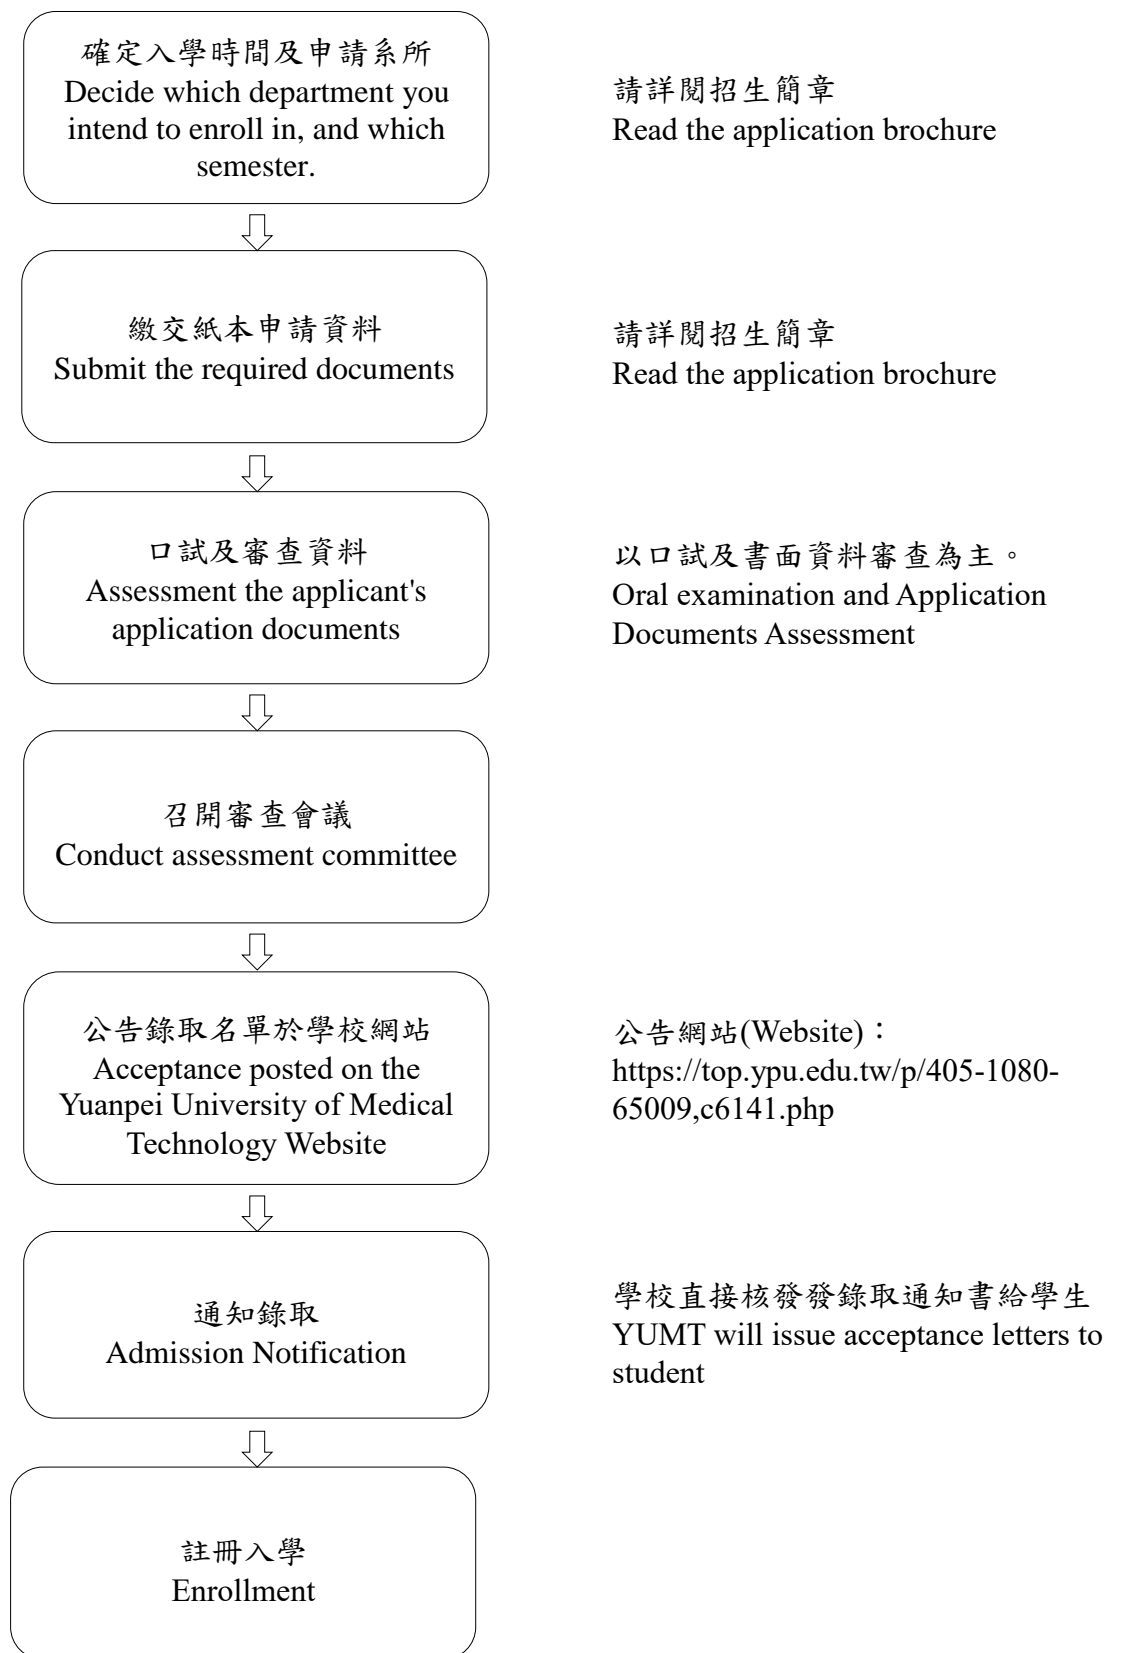 確定入學時間及申請系所
Decide which department you
intend to enroll in, and which
semester.
請詳閱招生簡章
Read the application brochure
繳交紙本申請資料
Submit the required documents
請詳閱招生簡章
Read the application brochure
口試及審查資料
Assessment the applicant's
application documents
以口試及書面資料審查為主。
Oral examination and Application
Documents Assessment
召開審查會議
Conduct assessment committee
公告錄取名單於學校網站
Acceptance posted on the
Yuanpei University of Medical
Technology Website
公告網站(Website)：
https://top.ypu.edu.tw/p/405-1080-
65009,c6141.php
通知錄取
Admission Notification
學校直接核發發錄取通知書給學生
YUMT will issue acceptance letters to
student
註冊入學
Enrollment